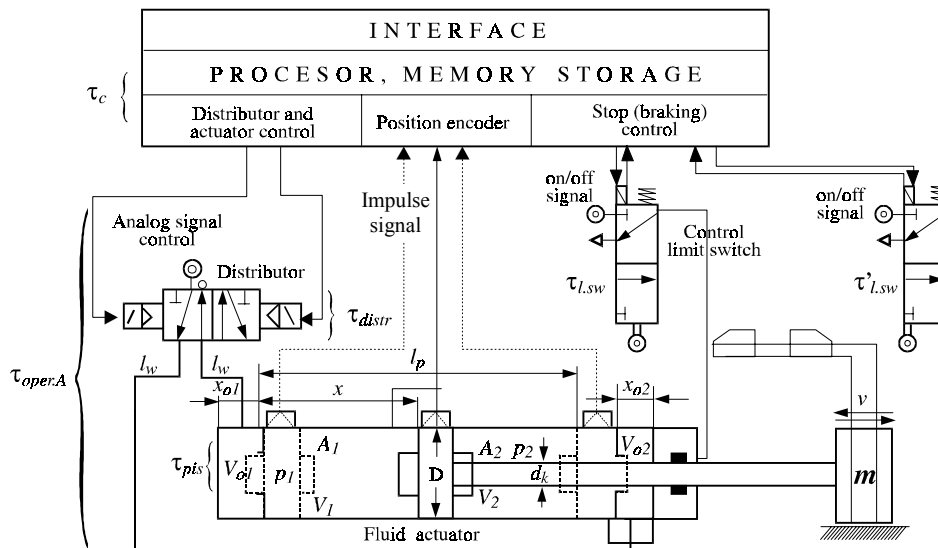 INTERFACE
PROCESOR, MEMORY STORAGE
τc
Distributor and
actuator control
Position encoder
Stop (braking)
control
Impulse
signal
on/off
signal
on/off
signal
Analog signal
control
Distributor
Control
limit switch
τl.sw
τ'l.sw
τdistr
τoper.A
lw
lw
lp
xo1
x
xo2
v
A1
A2
p2
Vo2
τpis
Vo1
p1
D
dk
m
V1
V2
Fluid actuator